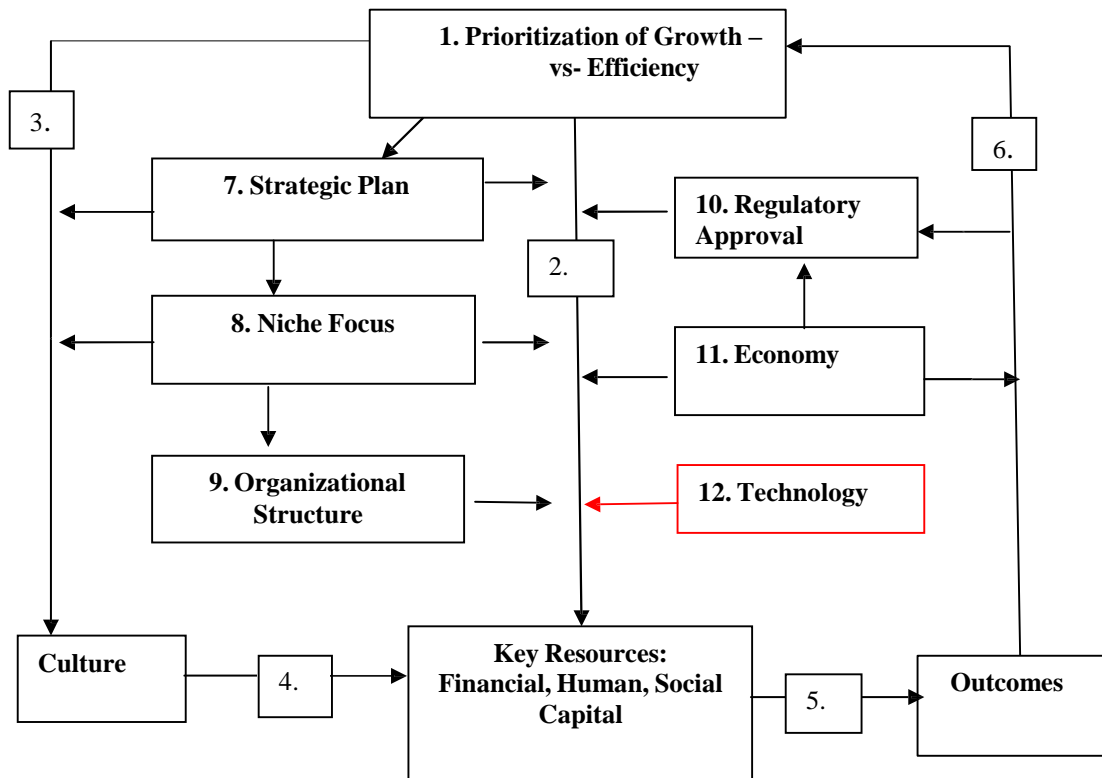 1. Prioritization of Growth –
vs- Efficiency
3.
6.
7. Strategic Plan
10. Regulatory
Approval
2.
8. Niche Focus
11. Economy
9. Organizational
Structure
12. Technology
Culture
4.
Key Resources:
Financial, Human, Social
Capital
5.
Outcomes